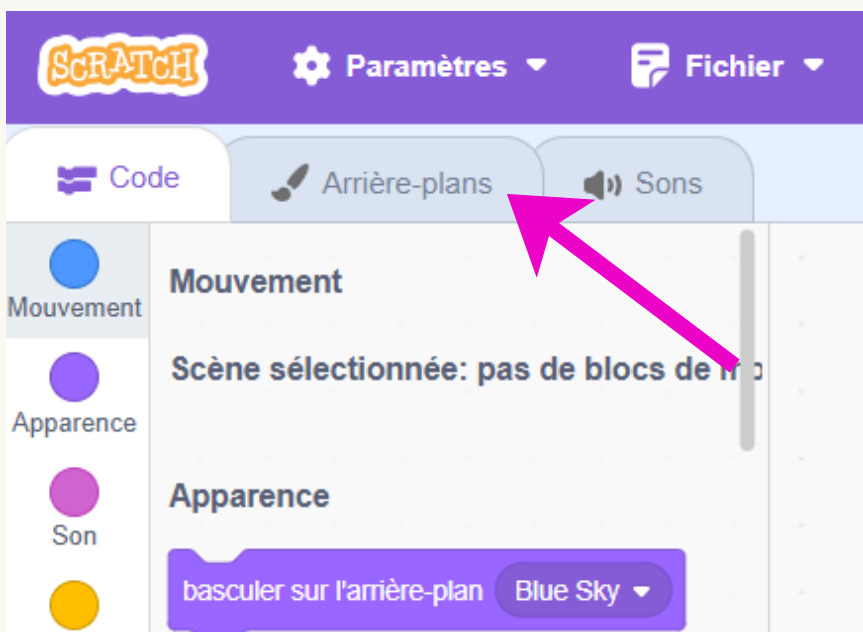 SCRATCH Paramètres Fichier
Code Arrière-plans Sons
Mouvement
Mouvement
Scène sélectionnée: pas de blocs de
Apparence
Apparence
Son
basculer sur l'arrière-plan Blue Sky